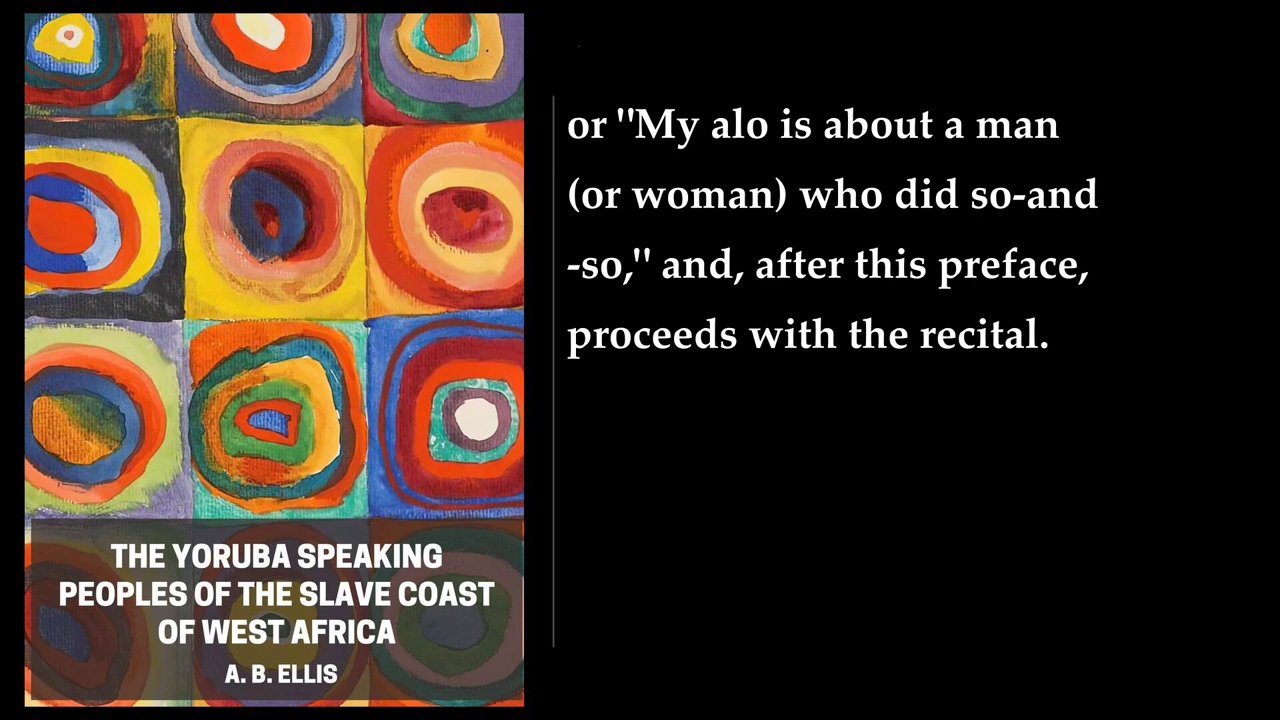 THE YORUBA SPEAKING
PEOPLES OF THE SLAVE COAST
OF WEST AFRICA
A. B. ELLIS
or "My alo is about a man
(or woman) who did so-and
-so," and, after this preface,
proceeds with the recital.